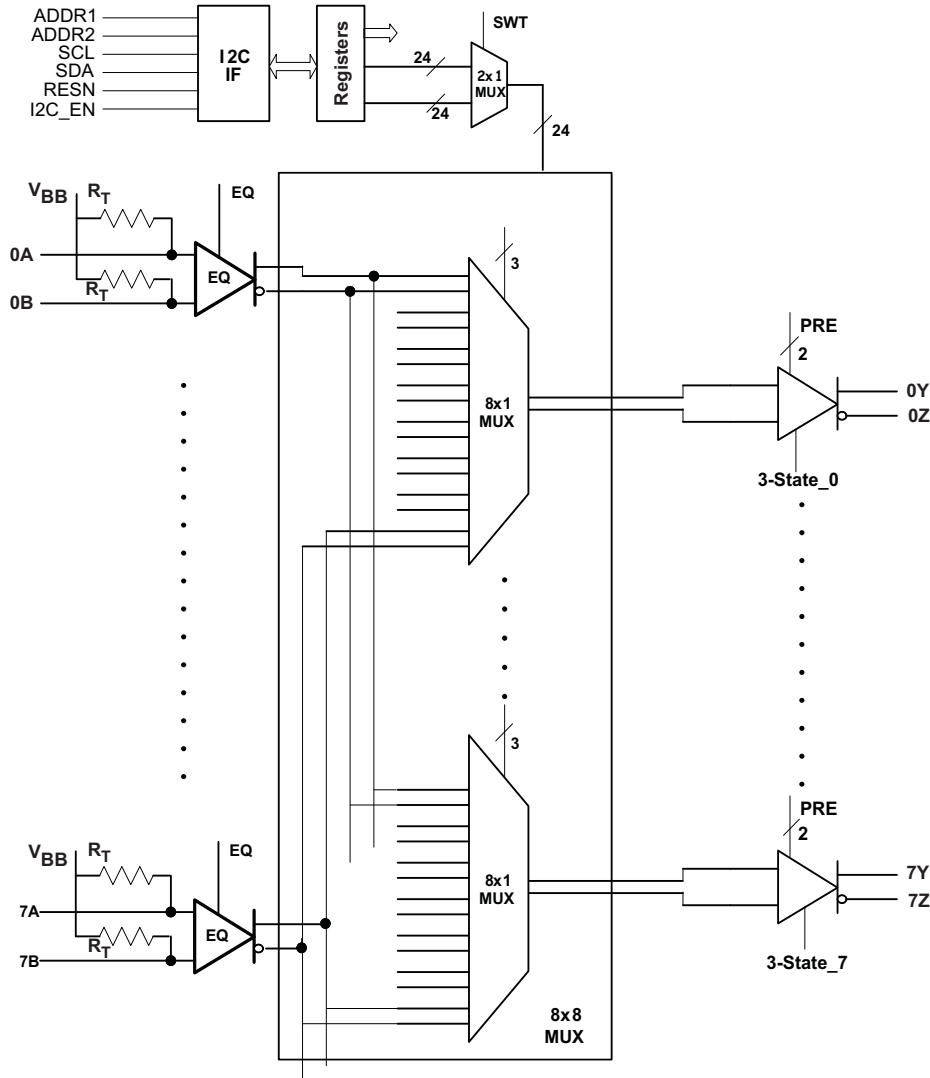 ADDR1
ADDR2
SCL
SDA
RESN
I2C_EN
I2C
IF
Registers
24
24
SWT
2x1
MUX
24
VBB
RT
EQ
0A
EQ
RT
0B
3
8x1
MUX
PRE
2
0Y
0Z
3-State_0
3
VBB
RT
EQ
7A
EQ
RT
7B
8x1
MUX
PRE
2
7Y
7Z
3-State_7
8x8
MUX